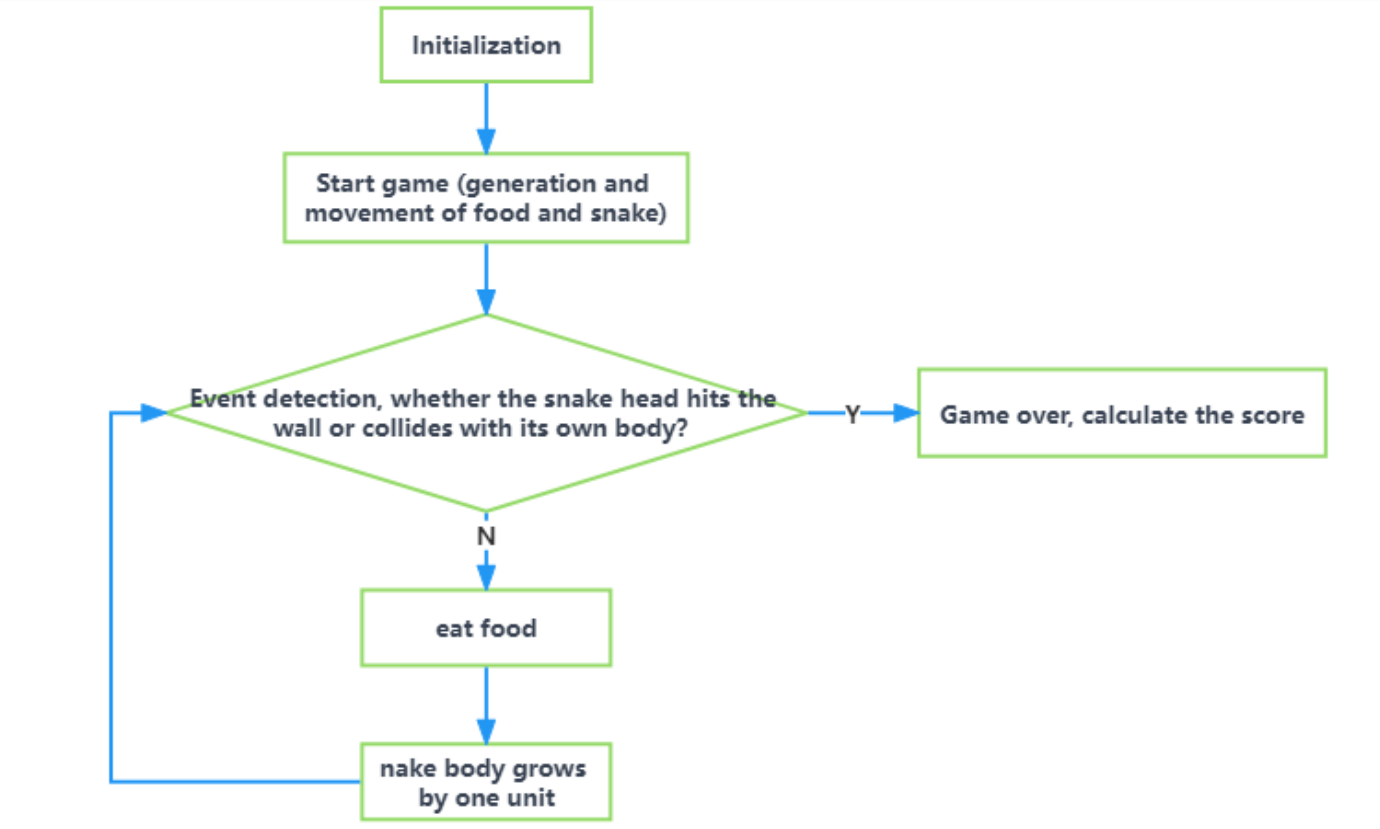 Initialization
Start game (generation and
movement of food and snake)
Event detection, whether the snake head hits the
wall or collides with its own body?
Y
Game over, calculate the score
N
eat food
nake body grows
by one unit